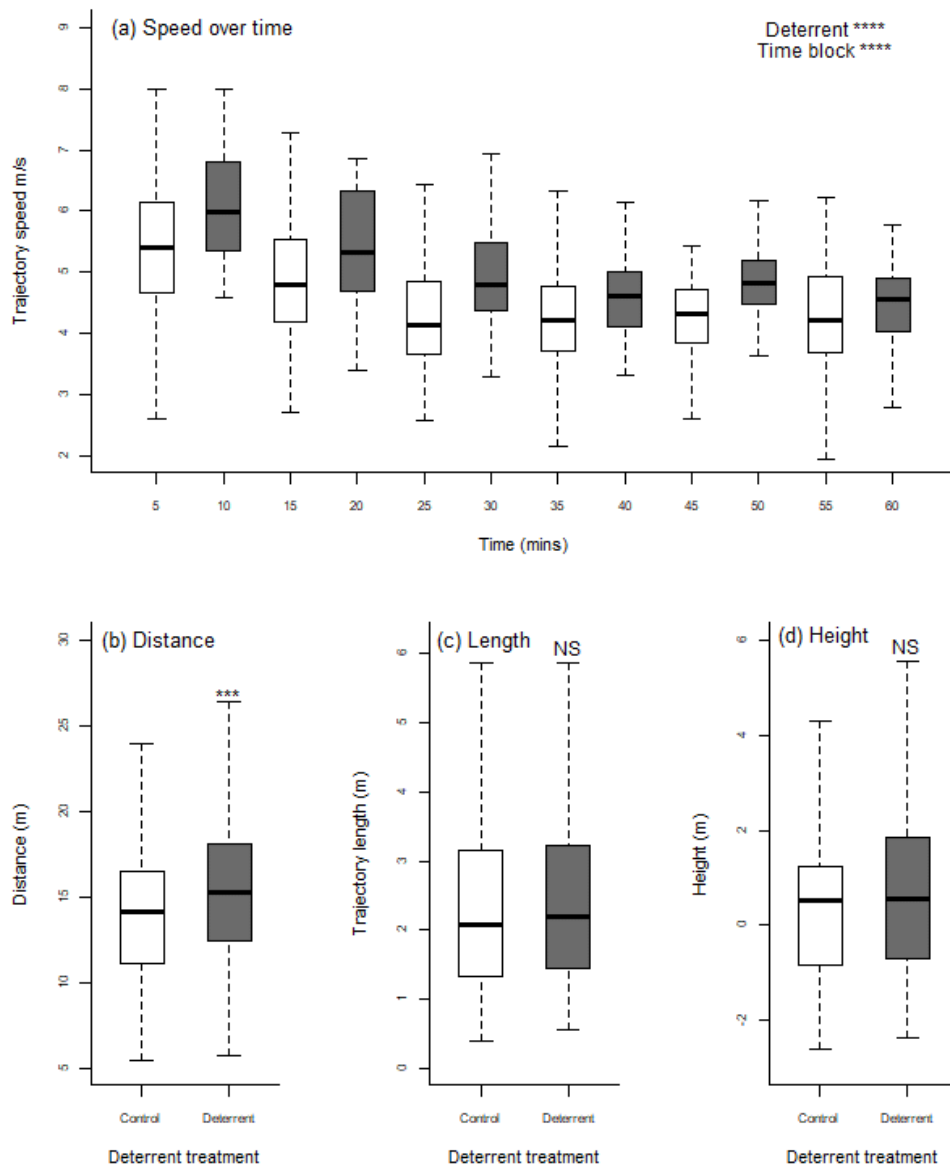 (a) Speed over time
Deterrent ****
Time block ****
Trajectory speed m/s
9
8
7
6
5
4
3
2
5 10 15 20 25 30 35 40 45 50 55 60
Time (mins)
(b) Distance
***
Distance (m)
30
25
20
15
10
5
Control Deterrent
Deterrent treatment
(c) Length
NS
Trajectory length (m)
6
5
4
3
2
1
0
Control Deterrent
Deterrent treatment
(d) Height
NS
Height (m)
6
4
2
0
-2
Control Deterrent
Deterrent treatment